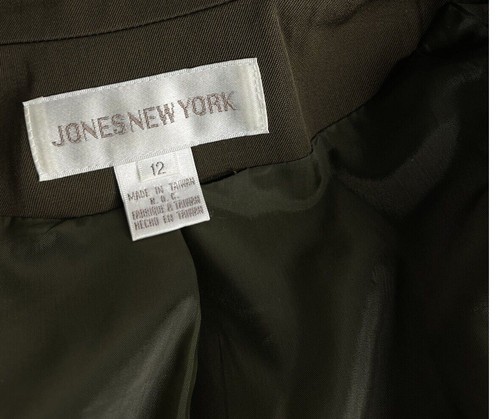 JONES NEW YORK
12
MADE IN TAIWAN
R.O.C.
FABRIQUE A TAIWAN
HECHO EN TAIWAN